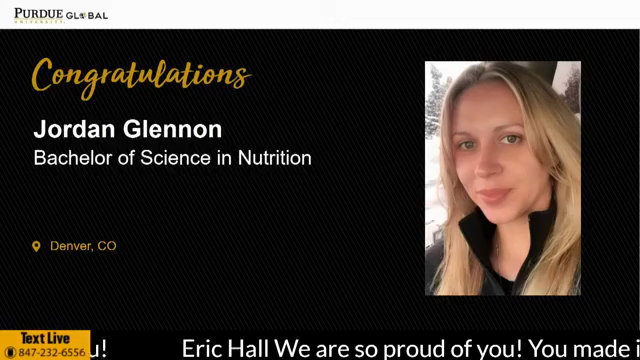 PURDUE GLOBAL
UNIVERSITY
Congratulations
Jordan Glennon
Bachelor of Science in Nutrition
Denver, CO
Text Live
847-232-6556
u! Eric Hall We are so proud of you! You made i